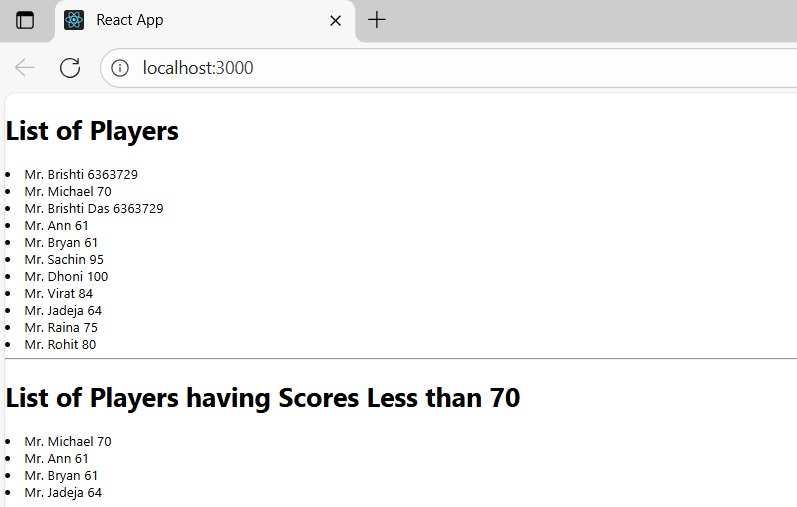 React App
localhost:3000
List of Players
Mr. Brishti 6363729
Mr. Michael 70
Mr. Brishti Das 6363729
Mr. Ann 61
Mr. Bryan 61
Mr. Sachin 95
Mr. Dhoni 100
Mr. Virat 84
Mr. Jadeja 64
Mr. Raina 75
Mr. Rohit 80
List of Players having Scores Less than 70
Mr. Michael 70
Mr. Ann 61
Mr. Bryan 61
Mr. Jadeja 64